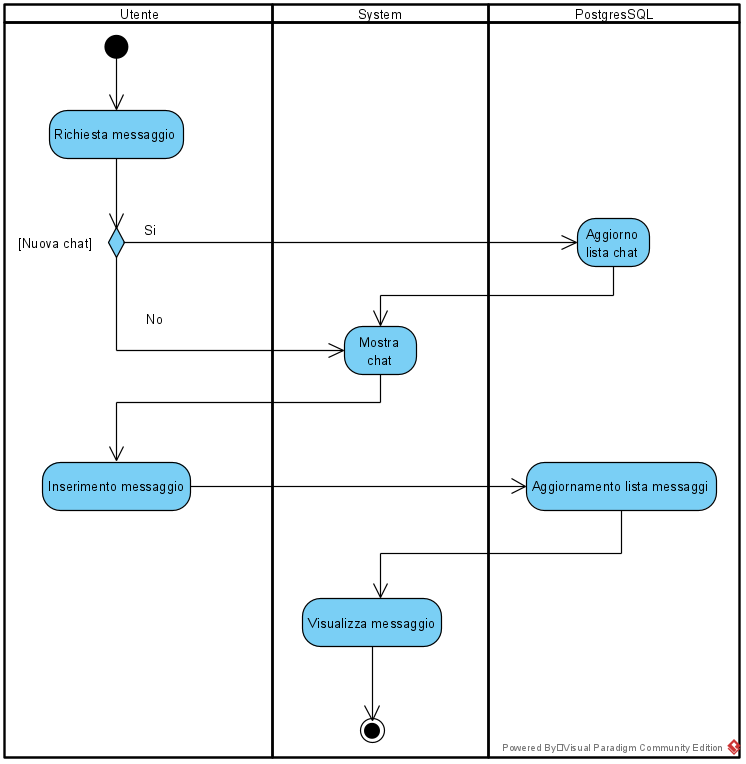 Utente
System
PostgresSQL
Richiesta messaggio
[Nuova chat]
Si
Aggiorno
lista chat
No
Mostra
chat
Inserimento messaggio
Aggiornamento lista messaggi
Visualizza messaggio
Powered By□Visual Paradigm Community Edition